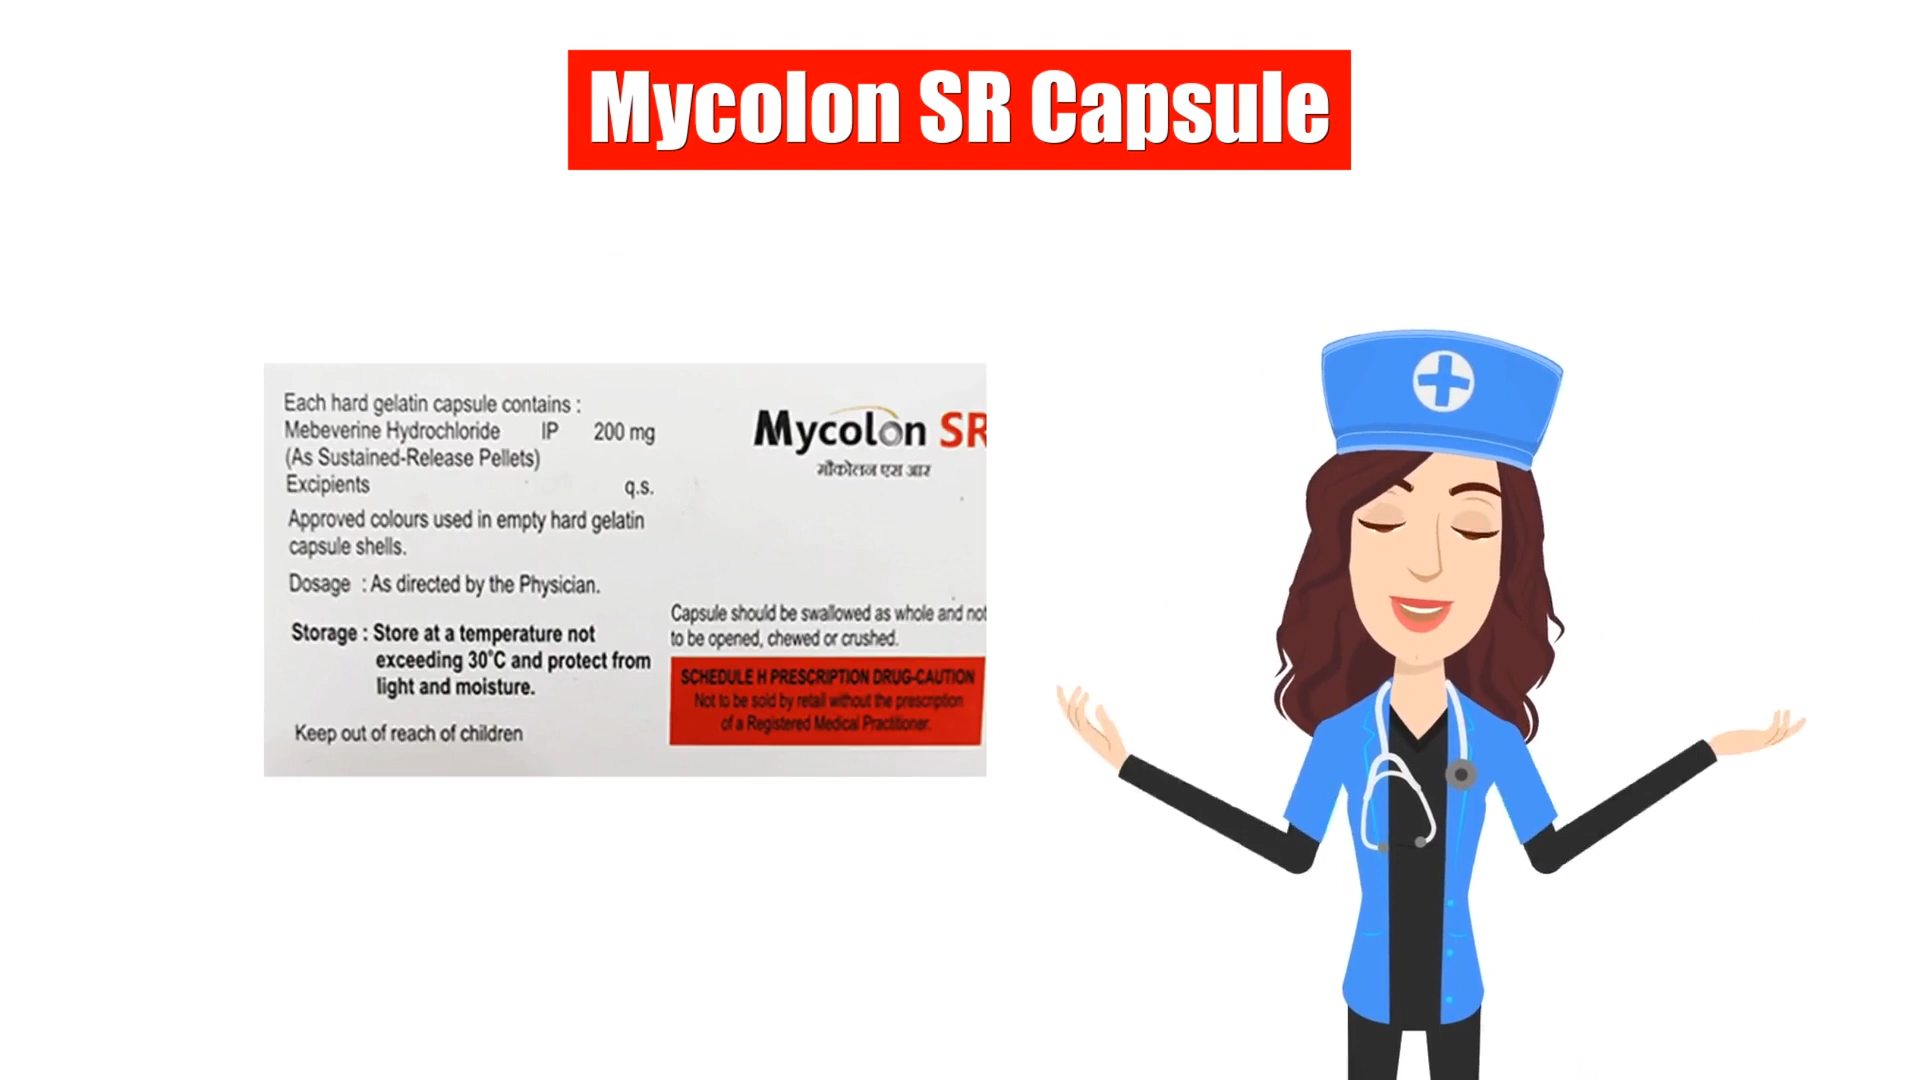 Mycolon SR Capsule
Each hard gelatin capsule contains :
Mebeverine Hydrochloride IP 200 mg
(As Sustained-Release Pellets)
Excipients q.s.
Approved colours used in empty hard gelatin
capsule shells.
Dosage : As directed by the Physician.
Storage : Store at a temperature not
exceeding 30°C and protect from
light and moisture.
Keep out of reach of children
Mycolon SR
मौकोलन एस आर
Capsule should be swallowed as whole and not
to be opened, chewed or crushed.
SCHEDULE H PRESCRIPTION DRUG-CAUTION
Not to be sold by retail without the prescription
of a Registered Medical Practitioner.